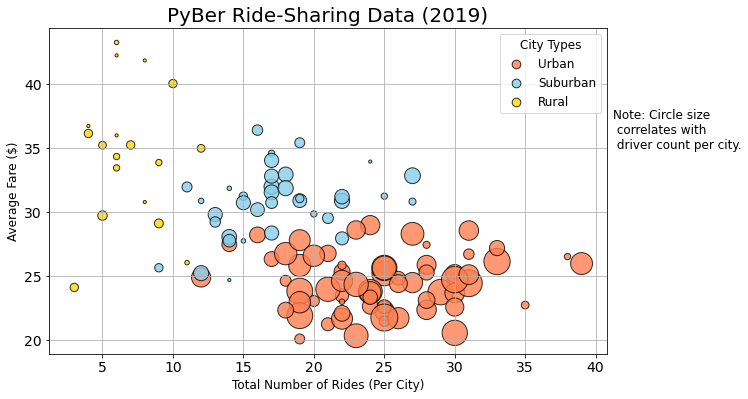 PyBer Ride-Sharing Data (2019)
City Types
Urban
Suburban
Rural
Note: Circle size
correlates with
driver count per city.
Average Fare ($)
40
35
30
25
20
5 10 15 20 25 30 35 40
Total Number of Rides (Per City)